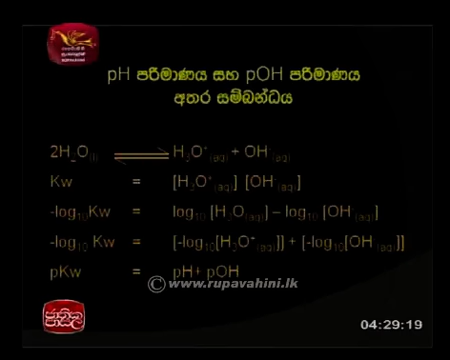 pH පරිමාණය සහ pOH පරිමාණය
අතර සම්බන්ධය
2H₂O(l) ⇌ H₃O⁺(aq) + OH⁻(aq)
Kw = [H₃O⁺(aq)] [OH⁻(aq)]
-log₁₀Kw = log₁₀ [H₃O(aq)] – log₁₀ [OH(aq)]
-log₁₀ Kw = [-log₁₀[H₃O⁺(aq)]] + [-log₁₀[OH⁻(aq)]]
pKw = pH+ pOH
© www.rupavahini.lk
ජාතික
පාසල
04:29:19